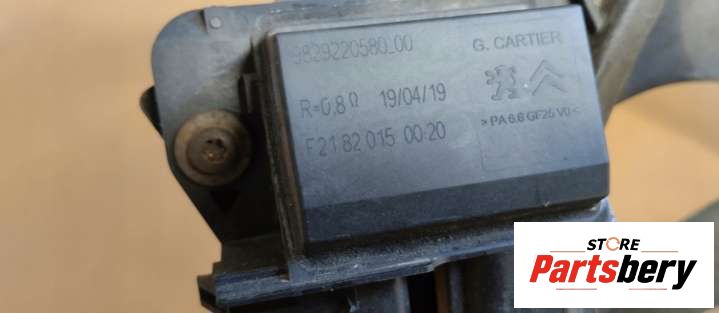 9829220580_00
G. CARTIER
R=0.8Ω 19/04/19
>PA 6.6 GF25 V0<
F21 82 015 00:20
STORE
Partsbery